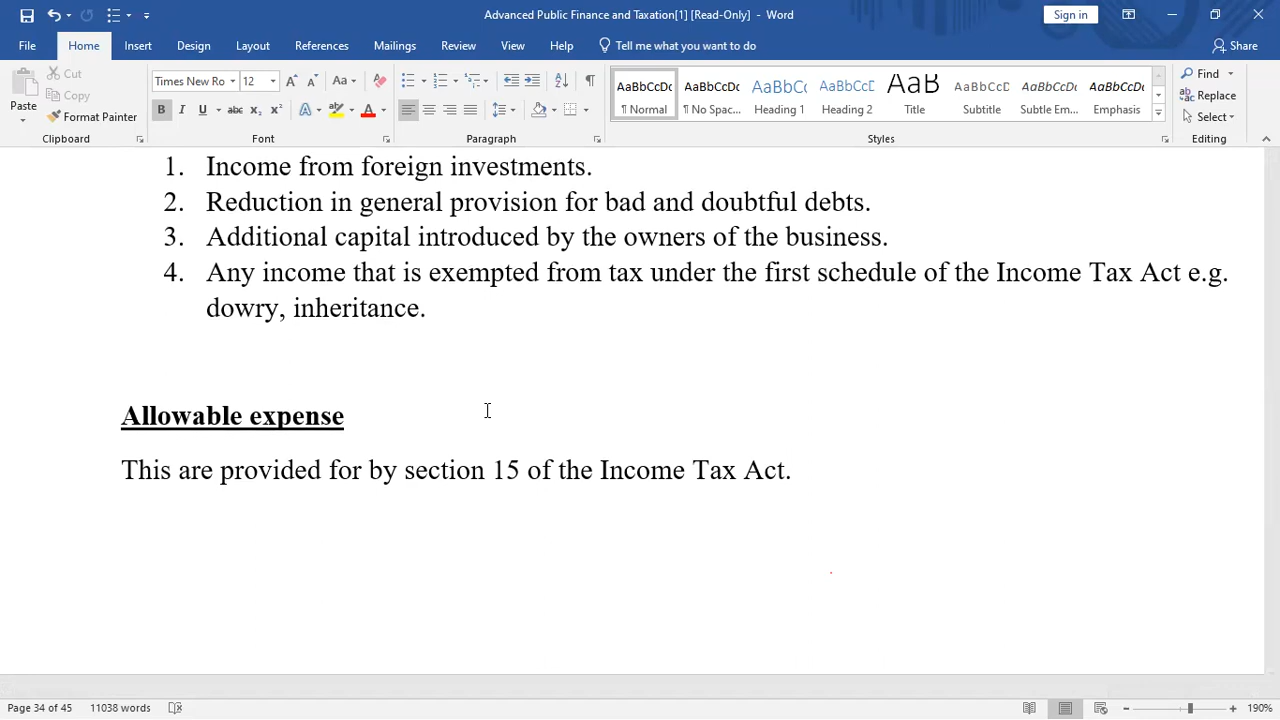 Advanced Public Finance and Taxation[1] [Read-Only] - Word
Sign in
File Home Insert Design Layout References Mailings Review View Help Tell me what you want to do Share
Paste
Cut
Copy
Format Painter
Clipboard
Times New Ro 12
Font
Paragraph
AaBbCcDc ¶ Normal
AaBbCcDc ¶ No Spac...
AaBbCc Heading 1
AaBbCcD Heading 2
AaB Title
AaBbCcD Subtitle
AaBbCcDc Subtle Em...
AaBbCcDc Emphasis
Styles
Find
Replace
Select
Editing
1. Income from foreign investments.
2. Reduction in general provision for bad and doubtful debts.
3. Additional capital introduced by the owners of the business.
4. Any income that is exempted from tax under the first schedule of the Income Tax Act e.g.
dowry, inheritance.
Allowable expense
This are provided for by section 15 of the Income Tax Act.
Page 34 of 45 11038 words 190%